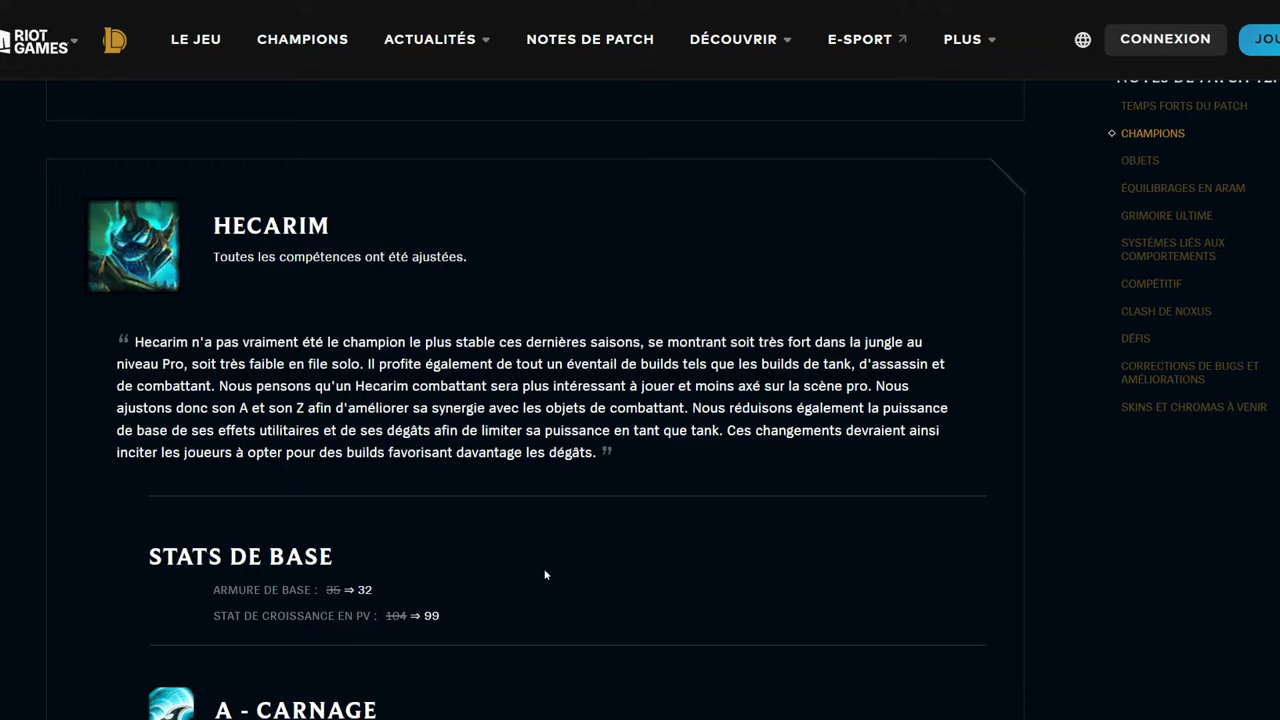 RIOT GAMES
LE JEU
CHAMPIONS
ACTUALITÉS
NOTES DE PATCH
DÉCOUVRIR
E-SPORT
PLUS
CONNEXION
TEMPS FORTS DU PATCH
CHAMPIONS
OBJETS
ÉQUILIBRAGES EN ARAM
GRIMOIRE ULTIME
SYSTÈMES LIÉS AUX
COMPORTEMENTS
COMPÉTITIF
CLASH DE NOXUS
DÉFIS
CORRECTIONS DE BUGS ET
AMÉLIORATIONS
SKINS ET CHROMAS À VENIR
HECARIM
Toutes les compétences ont été ajustées.
“ Hecarim n'a pas vraiment été le champion le plus stable ces dernières saisons, se montrant soit très fort dans la jungle au
niveau Pro, soit très faible en file solo. Il profite également de tout un éventail de builds tels que les builds de tank, d'assassin et
de combattant. Nous pensons qu'un Hecarim combattant sera plus intéressant à jouer et moins axé sur la scène pro. Nous
ajustons donc son A et son Z afin d'améliorer sa synergie avec les objets de combattant. Nous réduisons également la puissance
de base de ses effets utilitaires et de ses dégâts afin de limiter sa puissance en tant que tank. Ces changements devraient ainsi
inciter les joueurs à opter pour des builds favorisant davantage les dégâts. ”
STATS DE BASE
ARMURE DE BASE : 35 ⇒ 32
STAT DE CROISSANCE EN PV : 104 ⇒ 99
A - CARNAGE